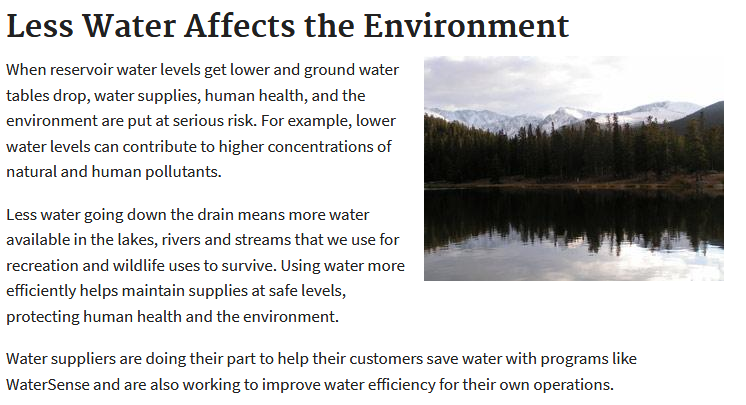 Less Water Affects the Environment
When reservoir water levels get lower and ground water
tables drop, water supplies, human health, and the
environment are put at serious risk. For example, lower
water levels can contribute to higher concentrations of
natural and human pollutants.
Less water going down the drain means more water
available in the lakes, rivers and streams that we use for
recreation and wildlife uses to survive. Using water more
efficiently helps maintain supplies at safe levels,
protecting human health and the environment.
Water suppliers are doing their part to help their customers save water with programs like
WaterSense and are also working to improve water efficiency for their own operations.